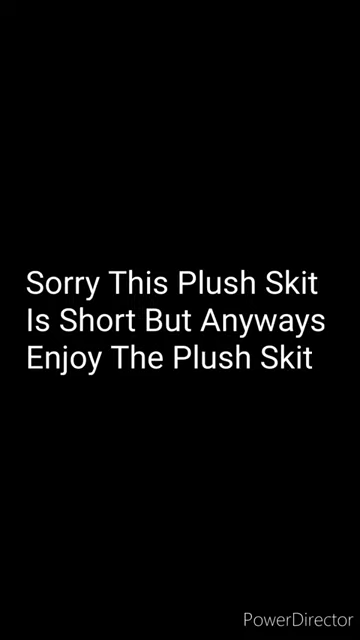 Sorry This Plush Skit
Is Short But Anyways
Enjoy The Plush Skit
PowerDirector